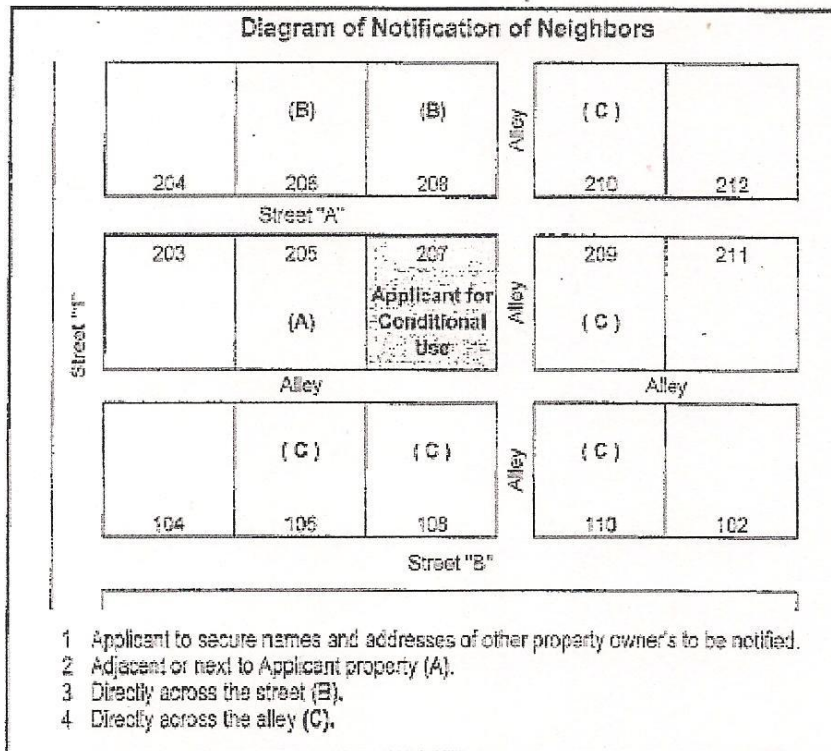 Diagram of Notification of Neighbors
(B) (B) Alley (C)
204 206 208 210 212
Street "A"
203 205 207 209 211
Street "1" (A) Applicant for Conditional Use Alley (C)
Alley Alley
(C) (C) Alley (C)
104 106 108 110 102
Street "B"
1 Applicant to secure names and addresses of other property owner's to be notified.
2 Adjacent or next to Applicant property (A).
3 Directly across the street (B).
4 Directly across the alley (C).